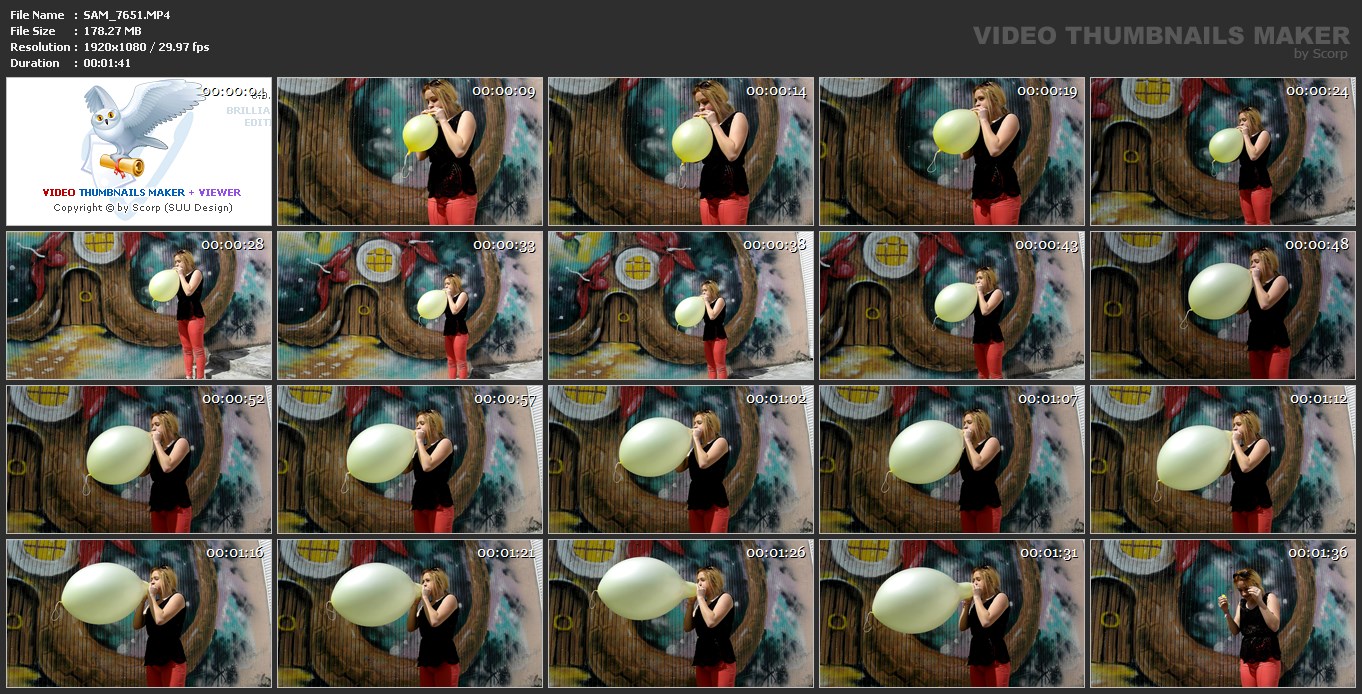 File Name : SAM_7651.MP4
File Size : 178.27 MB
Resolution : 1920x1080 / 29.97 fps
Duration : 00:01:41
VIDEO THUMBNAILS MAKER
by Scorp
00:00:04
BRILLIA
EDIT
VIDEO THUMBNAILS MAKER + VIEWER
Copyright © by Scorp (SUU Design)
00:00:09
00:00:14
00:00:19
00:00:24
00:00:28
00:00:33
00:00:38
00:00:43
00:00:48
00:00:52
00:00:57
00:01:02
00:01:07
00:01:12
00:01:16
00:01:21
00:01:26
00:01:31
00:01:36